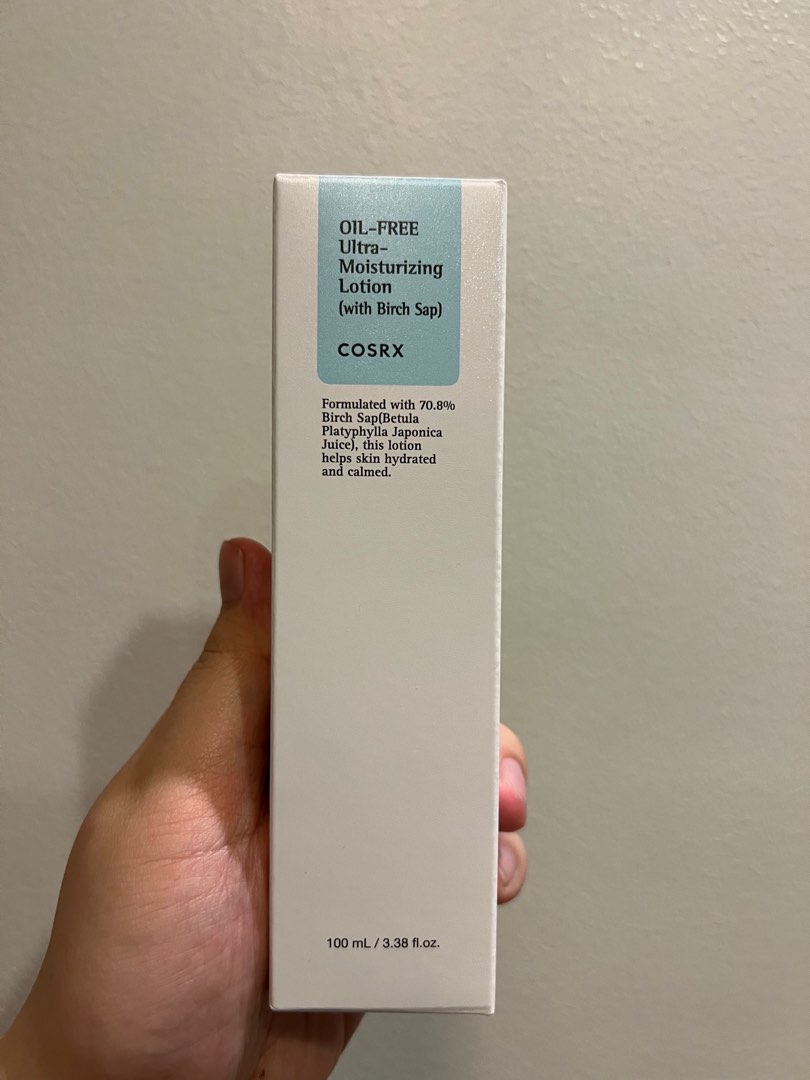 OIL-FREE
Ultra-
Moisturizing
Lotion
(with Birch Sap)
COSRX
Formulated with 70.8%
Birch Sap(Betula
Platyphylla Japonica
Juice), this lotion
helps skin hydrated
and calmed.
100 mL / 3.38 fl.oz.